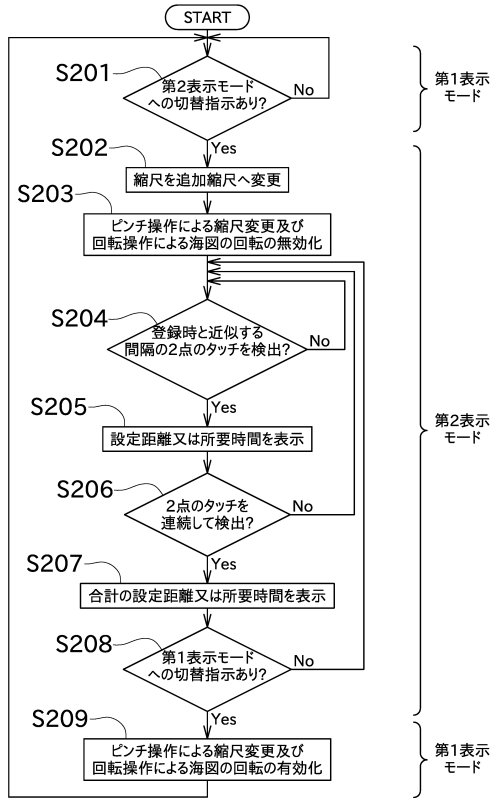 START
S201
第2表示モード
への切替指示あり?
No
第1表示
モード
Yes
S202
縮尺を追加縮尺へ変更
S203
ピンチ操作による縮尺変更及び
回転操作による海図の回転の無効化
S204
登録時と近似する
間隔の2点のタッチを検出?
No
Yes
S205
設定距離又は所要時間を表示
第2表示
モード
S206
2点のタッチを
連続して検出?
No
Yes
S207
合計の設定距離又は所要時間を表示
S208
第1表示モード
への切替指示あり?
No
Yes
S209
ピンチ操作による縮尺変更及び
回転操作による海図の回転の有効化
第1表示
モード